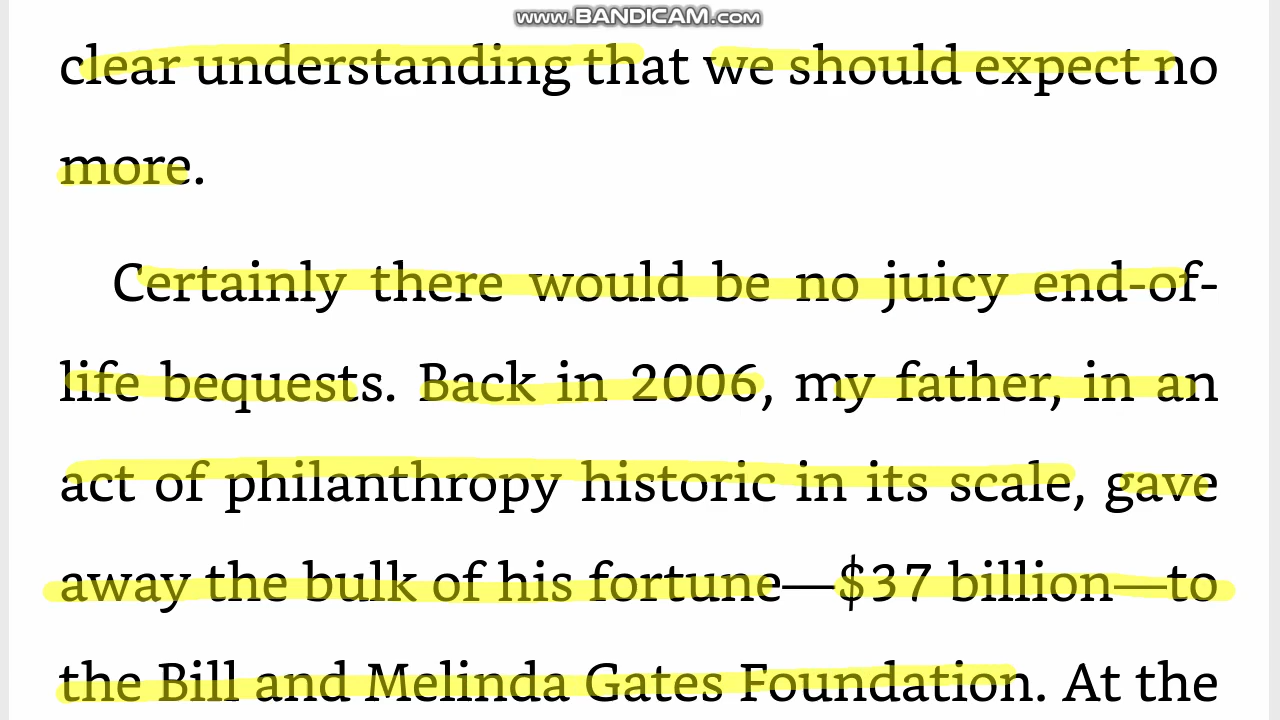 www.BANDICAM.com
clear understanding that we should expect no
more.
Certainly there would be no juicy end-of-
life bequests. Back in 2006, my father, in an
act of philanthropy historic in its scale, gave
away the bulk of his fortune—$37 billion—to
the Bill and Melinda Gates Foundation. At the